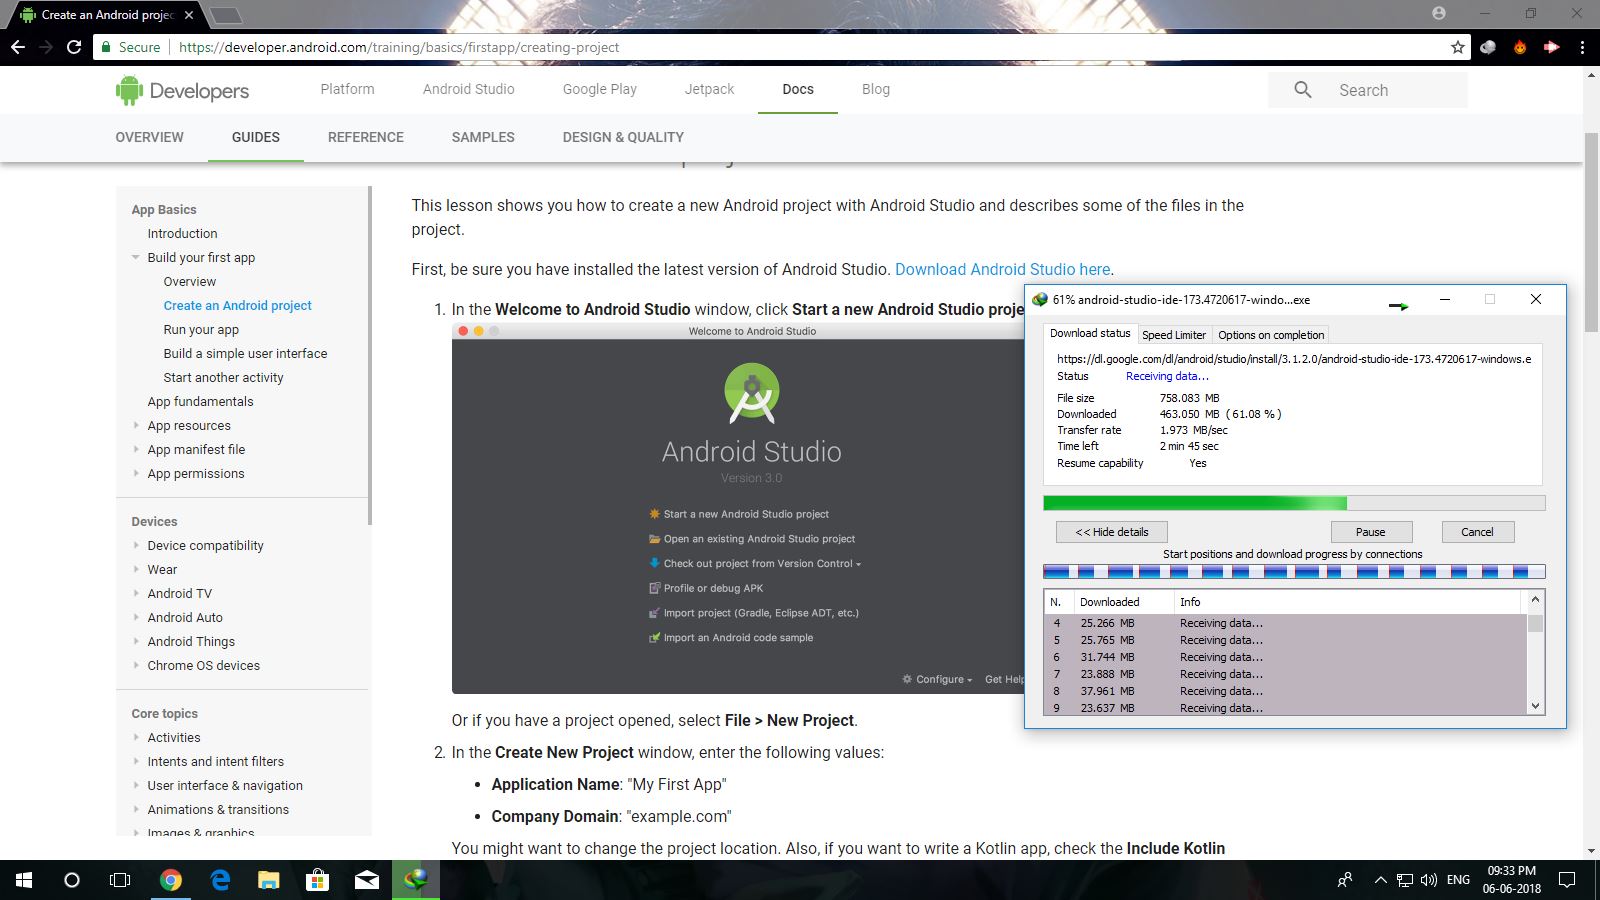 Create an Android projec
Secure
https://developer.android.com/training/basics/firstapp/creating-project
Developers
Platform
Android Studio
Google Play
Jetpack
Docs
Blog
Search
OVERVIEW
GUIDES
REFERENCE
SAMPLES
DESIGN & QUALITY
App Basics
Introduction
Build your first app
Overview
Create an Android project
Run your app
Build a simple user interface
Start another activity
App fundamentals
App resources
App manifest file
App permissions
Devices
Device compatibility
Wear
Android TV
Android Auto
Android Things
Chrome OS devices
Core topics
Activities
Intents and intent filters
User interface & navigation
Animations & transitions
Images & graphics
This lesson shows you how to create a new Android project with Android Studio and describes some of the files in the
project.
First, be sure you have installed the latest version of Android Studio. Download Android Studio here.
1. In the Welcome to Android Studio window, click Start a new Android Studio proje
Welcome to Android Studio
Android Studio
Version 3.0
Start a new Android Studio project
Open an existing Android Studio project
Check out project from Version Control
Profile or debug APK
Import project (Gradle, Eclipse ADT, etc.)
Import an Android code sample
Configure
Get Help
Or if you have a project opened, select File > New Project.
2. In the Create New Project window, enter the following values:
• Application Name: "My First App"
• Company Domain: "example.com"
You might want to change the project location. Also, if you want to write a Kotlin app, check the Include Kotlin
61% android-studio-ide-173.4720617-windo...exe
Download status
Speed Limiter
Options on completion
https://dl.google.com/dl/android/studio/install/3.1.2.0/android-studio-ide-173.4720617-windows.e
Status Receiving data...
File size 758.083 MB
Downloaded 463.050 MB ( 61.08 % )
Transfer rate 1.973 MB/sec
Time left 2 min 45 sec
Resume capability Yes
<< Hide details
Pause
Cancel
Start positions and download progress by connections
N. Downloaded Info
4 25.266 MB Receiving data...
5 25.765 MB Receiving data...
6 31.744 MB Receiving data...
7 23.888 MB Receiving data...
8 37.961 MB Receiving data...
9 23.637 MB Receiving data...
ENG
09:33 PM
06-06-2018